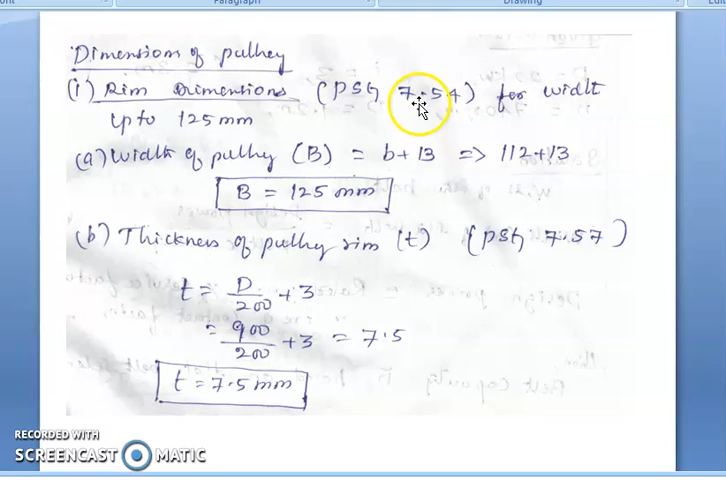 Dimensions of pulley
(i) Rim Dimensions (PSG 7.54) for width
upto 125mm
(a) Width of pulley (B) = b+13 => 112+13
B = 125 mm
(b) Thickness of pulley rim (t) (PSG 7.57)
t = D/200 + 3
= 900/200 + 3 = 7.5
t = 7.5 mm
RECORDED WITH
SCREENCAST MATIC